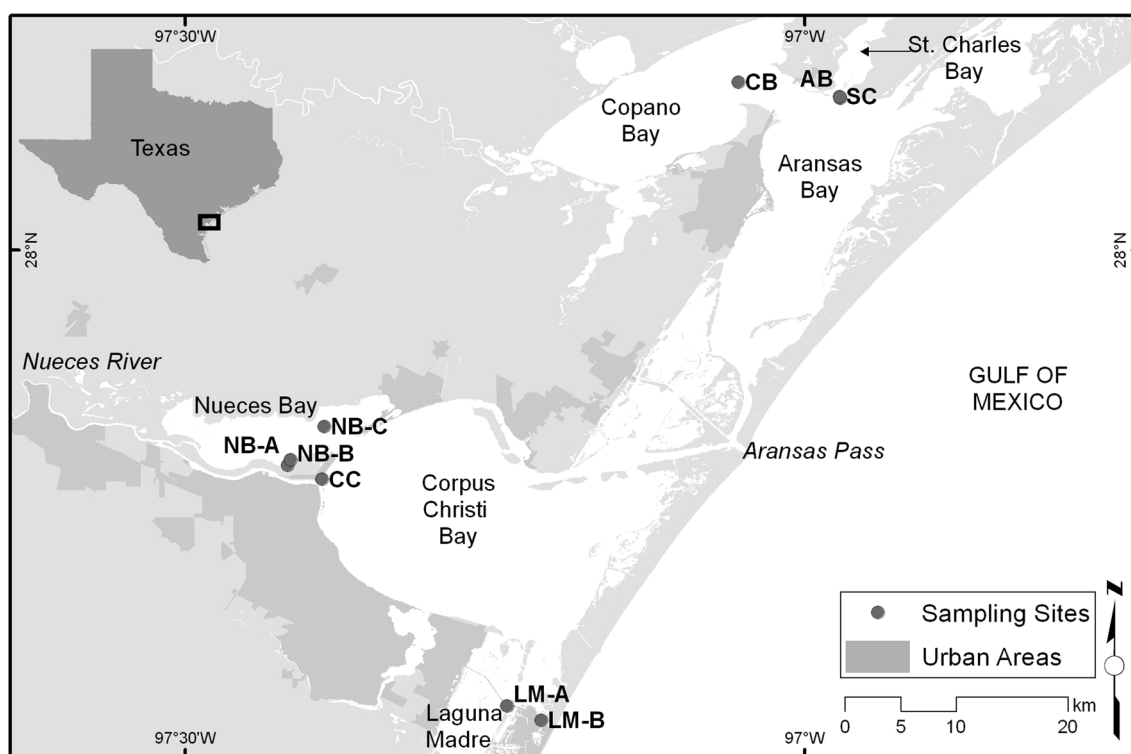 97°30'W
97°W
St. Charles
Bay
CB
AB
SC
Copano
Bay
Texas
Aransas
Bay
28°N
28°N
Nueces River
GULF OF
MEXICO
Nueces Bay
NB-C
NB-A
NB-B
Aransas Pass
CC
Corpus
Christi
Bay
Sampling Sites
Urban Areas
N
LM-A
Laguna
Madre
LM-B
km
0
5
10
20
97°30'W
97°W